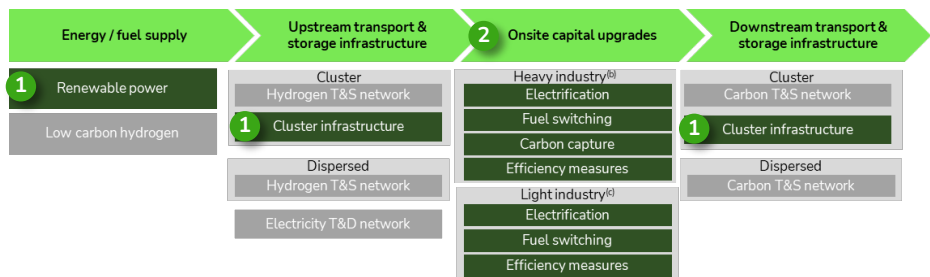 Energy / fuel supply
Upstream transport &
storage infrastructure
2
Onsite capital upgrades
Downstream transport &
storage infrastructure
1
Renewable power
Low carbon hydrogen
Cluster
Hydrogen T&S network
1
Cluster infrastructure
Dispersed
Hydrogen T&S network
Electricity T&D network
Heavy industry(b)
Electrification
Fuel switching
Carbon capture
Efficiency measures
Light industry(c)
Electrification
Fuel switching
Efficiency measures
Cluster
Carbon T&S network
1
Cluster infrastructure
Dispersed
Carbon T&S network